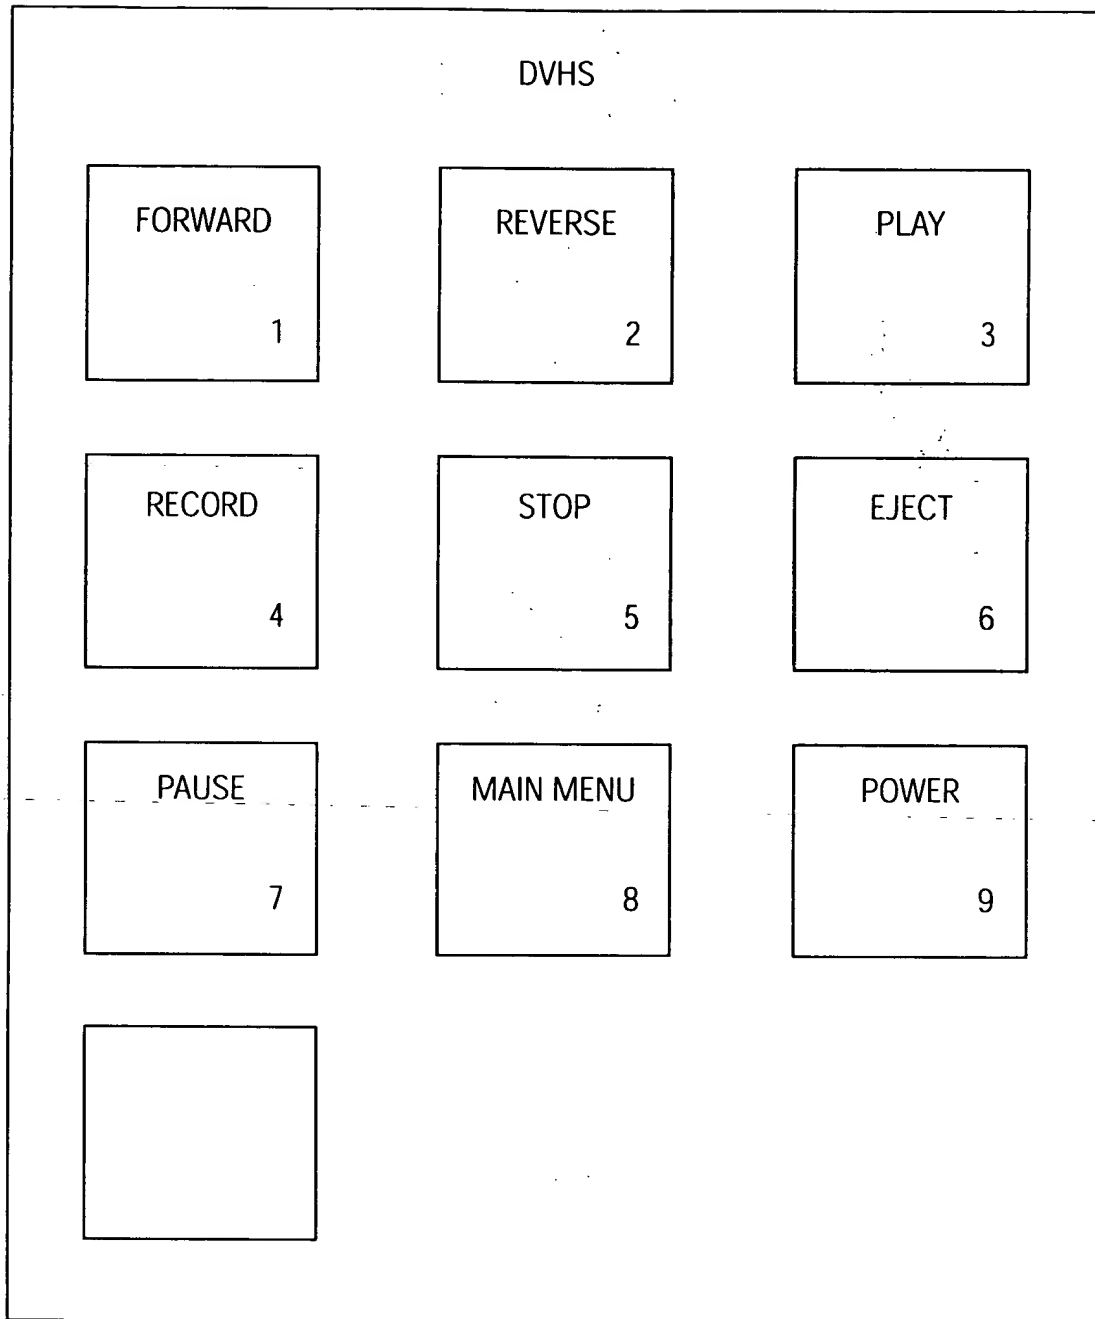 DVHS
FORWARD
1
REVERSE
2
PLAY
3
RECORD
4
STOP
5
EJECT
6
PAUSE
7
MAIN MENU
8
POWER
9